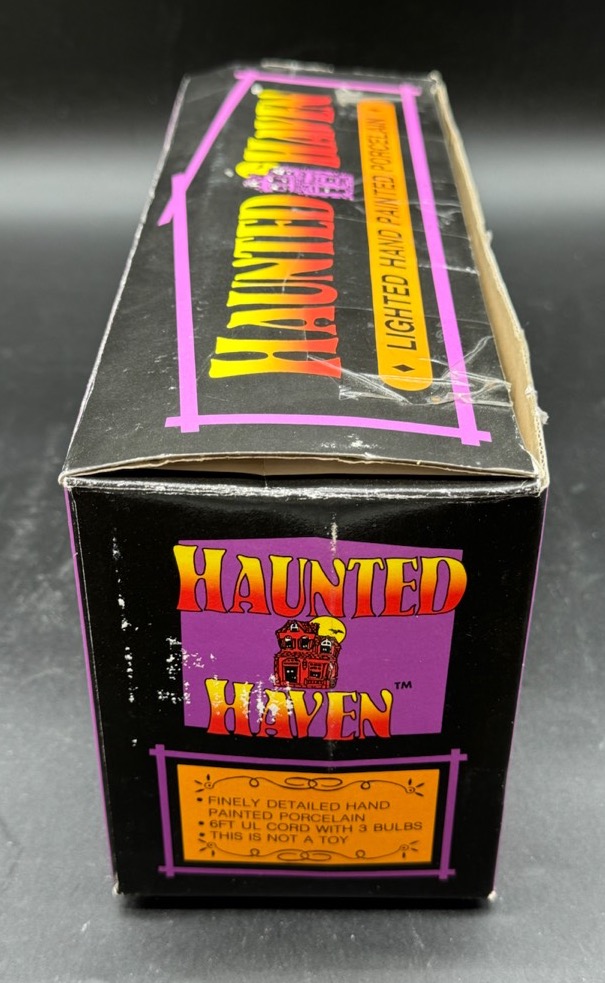 HAUNTED HAVEN
♦ LIGHTED HAND PAINTED PORCELAIN ♦
HAUNTED
HAVEN™
• FINELY DETAILED HAND
PAINTED PORCELAIN
• 6FT UL CORD WITH 3 BULBS
• THIS IS NOT A TOY